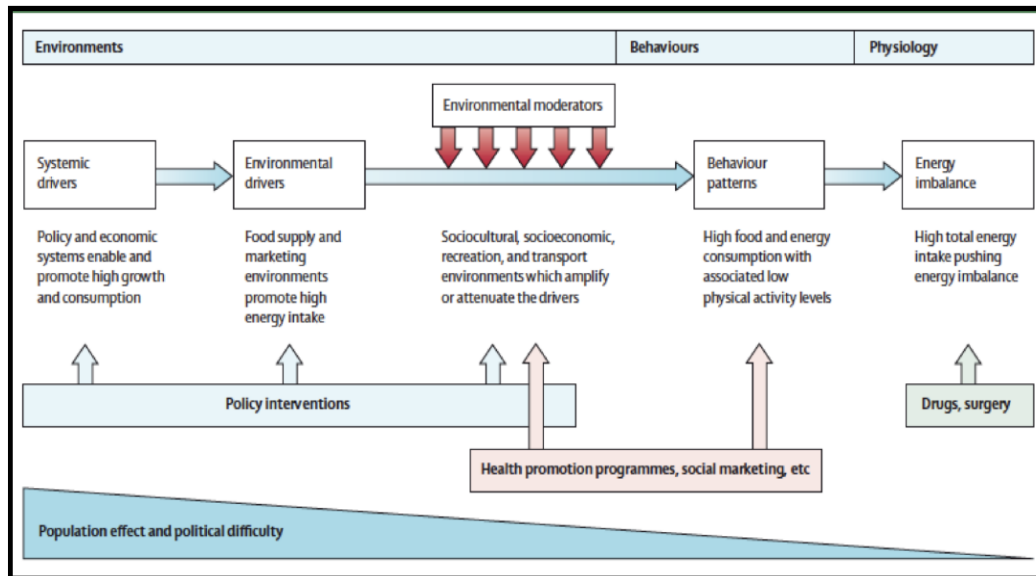 Environments
Behaviours
Physiology
Environmental moderators
Systemic
drivers
Environmental
drivers
Behaviour
patterns
Energy
imbalance
Policy and economic
systems enable and
promote high growth
and consumption
Food supply and
marketing
environments
promote high
energy intake
Sociocultural, socioeconomic,
recreation, and transport
environments which amplify
or attenuate the drivers
High food and energy
consumption with
associated low
physical activity levels
High total energy
intake pushing
energy imbalance
Policy interventions
Drugs, surgery
Health promotion programmes, social marketing, etc
Population effect and political difficulty